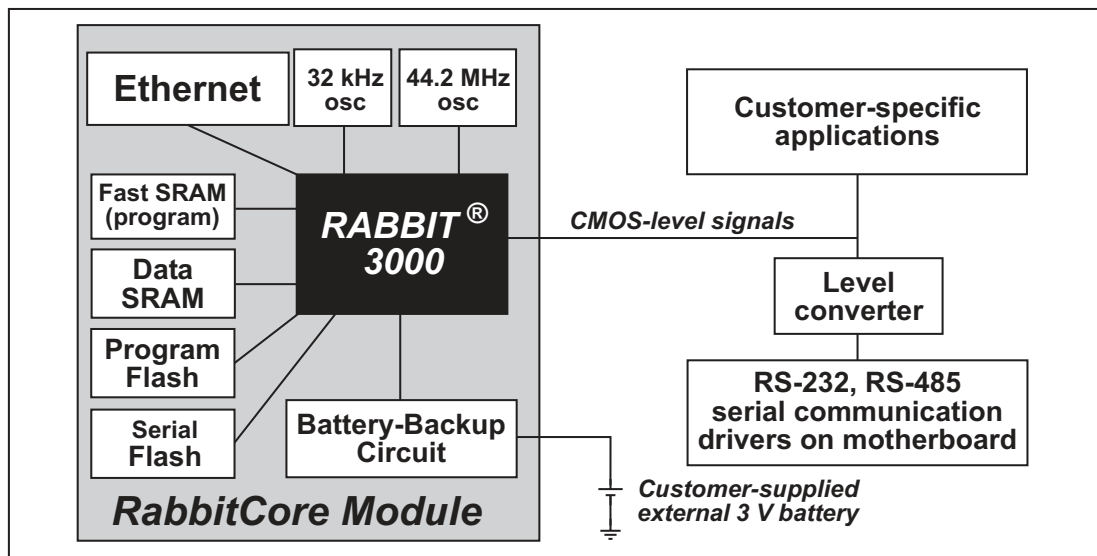 Ethernet
32 kHz
osc
44.2 MHz
osc
Fast SRAM
(program)
Data
SRAM
Program
Flash
Serial
Flash
RABBIT ®
3000
Battery-Backup
Circuit
RabbitCore Module
CMOS-level signals
Customer-specific
applications
Level
converter
RS-232, RS-485
serial communication
drivers on motherboard
Customer-supplied
external 3 V battery